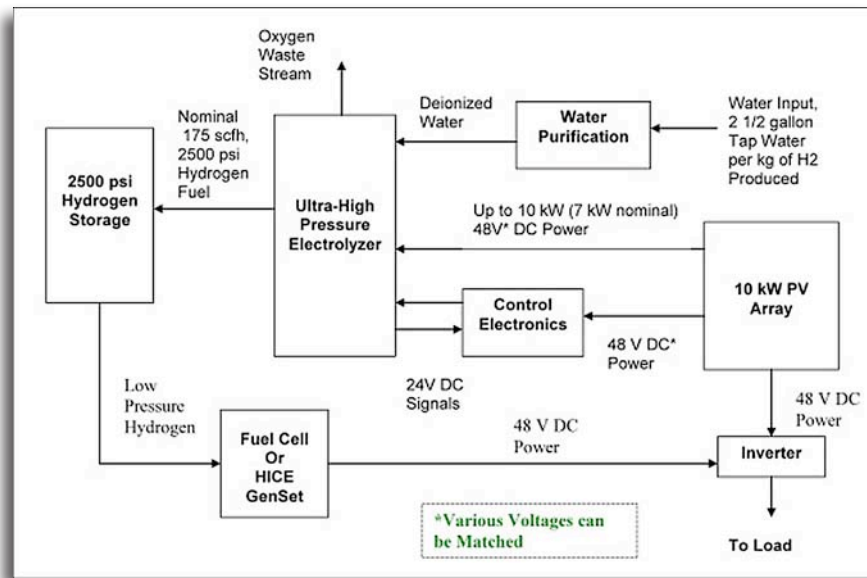 Oxygen
Waste
Stream
Nominal
175 scfh,
2500 psi
Hydrogen
Fuel
Deionized
Water
Water
Purification
Water Input,
2 1/2 gallon
Tap Water
per kg of H2
Produced
2500 psi
Hydrogen
Storage
Ultra-High
Pressure
Electrolyzer
Up to 10 kW (7 kW nominal)
48V* DC Power
10 kW PV
Array
Control
Electronics
48 V DC*
Power
24V DC
Signals
Low
Pressure
Hydrogen
Fuel Cell
Or
HICE
GenSet
48 V DC
Power
48 V DC
Power
Inverter
*Various Voltages can
be Matched
To Load